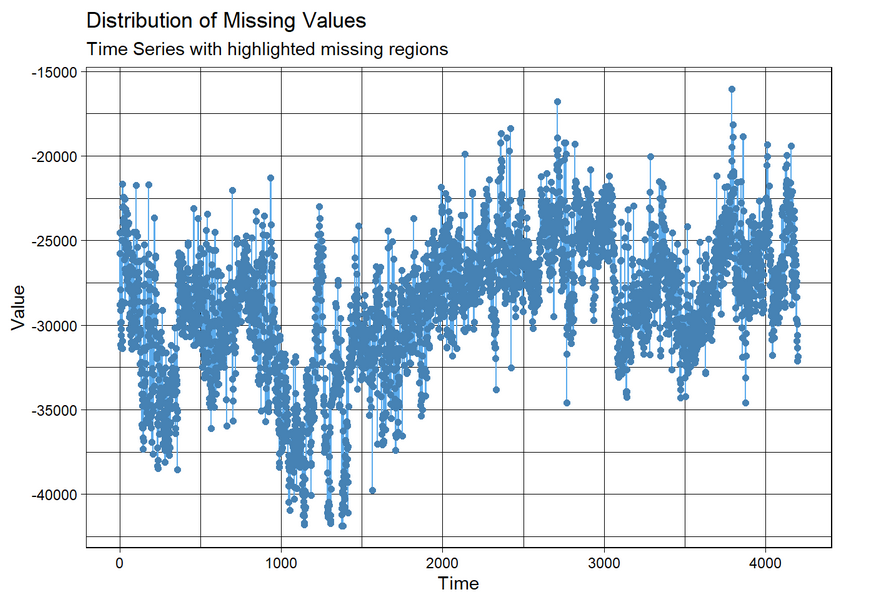 Distribution of Missing Values
Time Series with highlighted missing regions
-15000
-20000
-25000
-30000
-35000
-40000
Value
0 1000 2000 3000 4000
Time